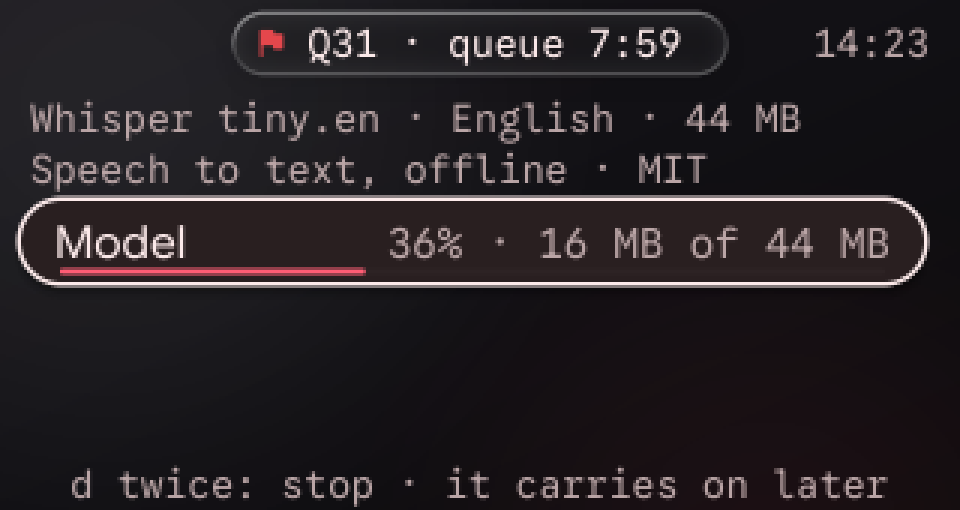 Q31 · queue 7:59
14:23
Whisper tiny.en · English · 44 MB
Speech to text, offline · MIT
Model 36% · 16 MB of 44 MB
d twice: stop · it carries on later